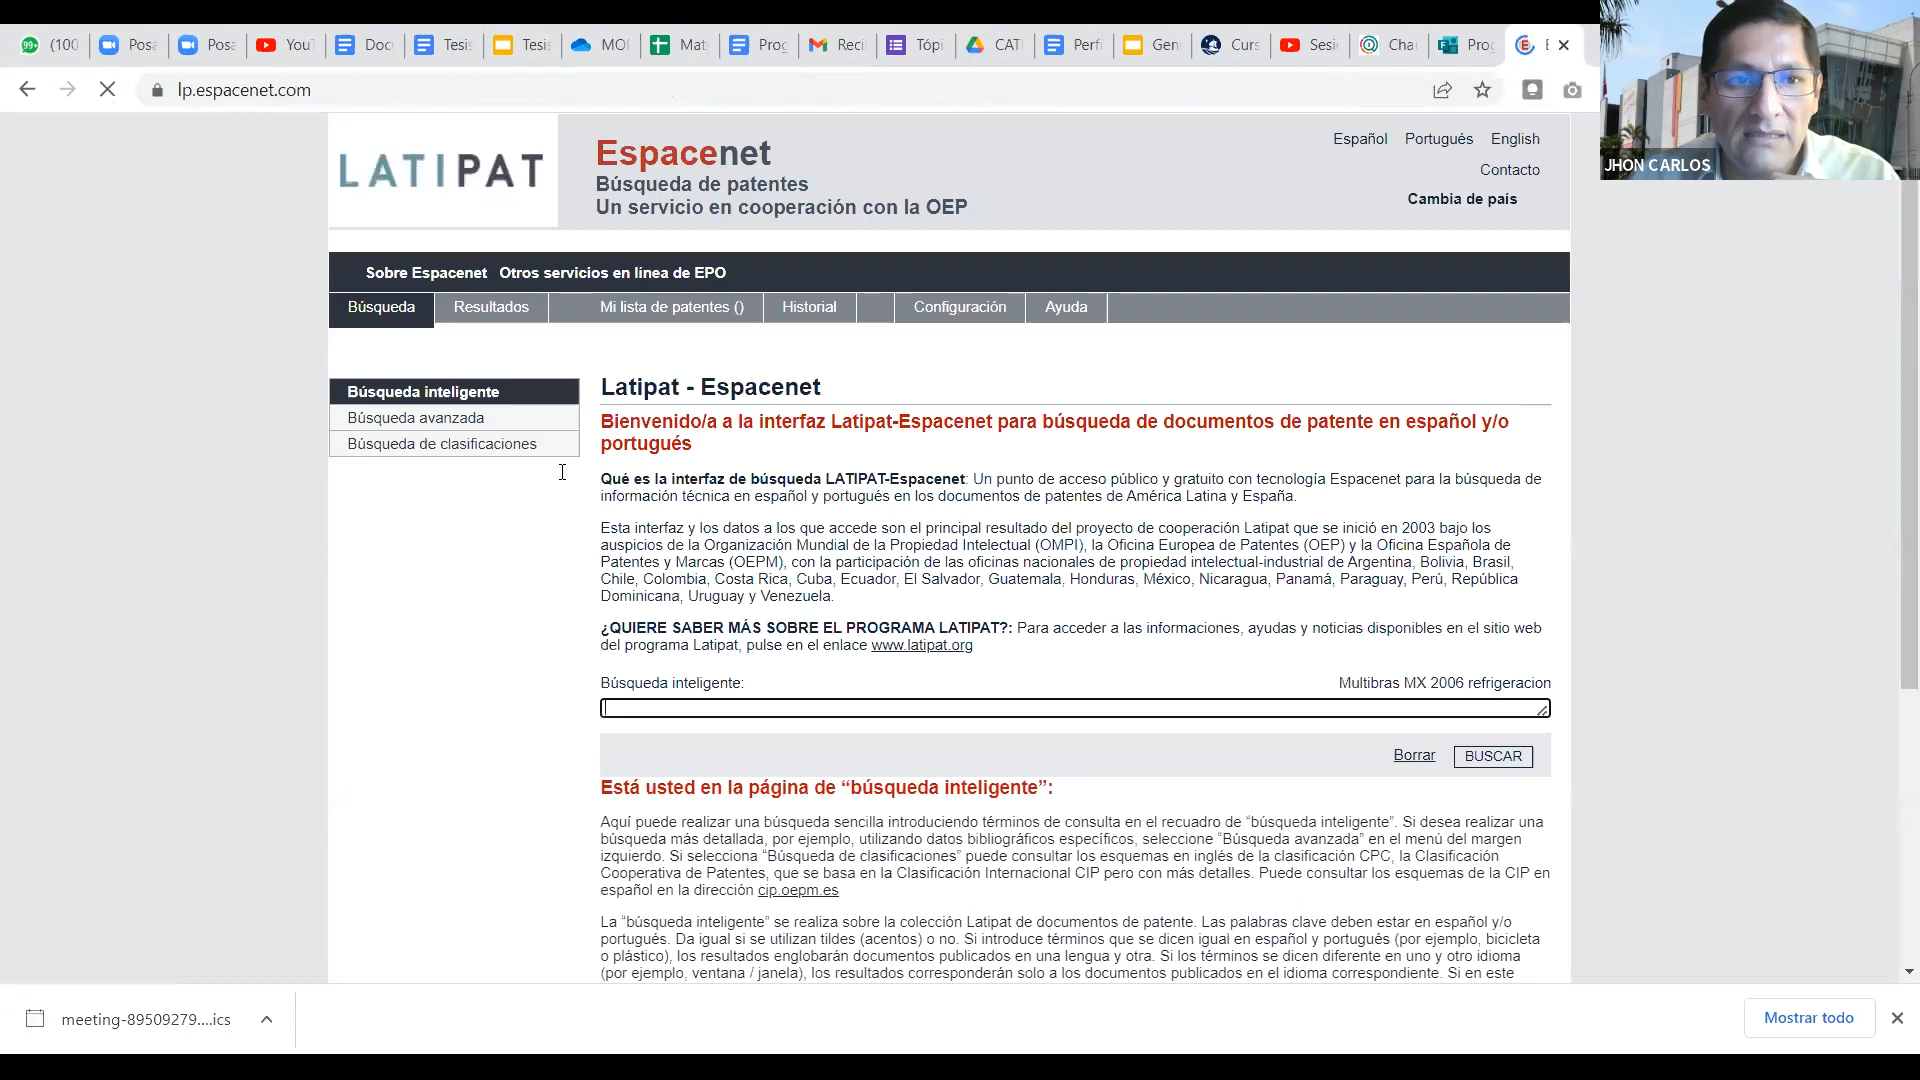 99+ (100 Posa Posa YouT Doc Tesi Tesi MOI Mat Prog Reci Tópi CATI Perfi Gen Curs Sesi Cha Prog E
lp.espacenet.com
LATIPAT
Espacenet
Búsqueda de patentes
Un servicio en cooperación con la OEP
Español Português English
Contacto
Cambia de país
JHON CARLOS
Sobre Espacenet Otros servicios en línea de EPO
Búsqueda Resultados Mi lista de patentes () Historial Configuración Ayuda
Búsqueda inteligente
Búsqueda avanzada
Búsqueda de clasificaciones
Latipat - Espacenet
Bienvenido/a a la interfaz Latipat-Espacenet para búsqueda de documentos de patente en español y/o
portugués
Qué es la interfaz de búsqueda LATIPAT-Espacenet: Un punto de acceso público y gratuito con tecnología Espacenet para la búsqueda de
información técnica en español y portugués en los documentos de patentes de América Latina y España.
Esta interfaz y los datos a los que accede son el principal resultado del proyecto de cooperación Latipat que se inició en 2003 bajo los
auspicios de la Organización Mundial de la Propiedad Intelectual (OMPI), la Oficina Europea de Patentes (OEP) y la Oficina Española de
Patentes y Marcas (OEPM), con la participación de las oficinas nacionales de propiedad intelectual-industrial de Argentina, Bolivia, Brasil,
Chile, Colombia, Costa Rica, Cuba, Ecuador, El Salvador, Guatemala, Honduras, México, Nicaragua, Panamá, Paraguay, Perú, República
Dominicana, Uruguay y Venezuela.
¿QUIERE SABER MÁS SOBRE EL PROGRAMA LATIPAT?: Para acceder a las informaciones, ayudas y noticias disponibles en el sitio web
del programa Latipat, pulse en el enlace www.latipat.org
Búsqueda inteligente: Multibras MX 2006 refrigeracion
Borrar BUSCAR
Está usted en la página de “búsqueda inteligente”:
Aquí puede realizar una búsqueda sencilla introduciendo términos de consulta en el recuadro de “búsqueda inteligente”. Si desea realizar una
búsqueda más detallada, por ejemplo, utilizando datos bibliográficos específicos, seleccione “Búsqueda avanzada” en el menú del margen
izquierdo. Si selecciona “Búsqueda de clasificaciones” puede consultar los esquemas en inglés de la clasificación CPC, la Clasificación
Cooperativa de Patentes, que se basa en la Clasificación Internacional CIP pero con más detalles. Puede consultar los esquemas de la CIP en
español en la dirección cip.oepm.es
La “búsqueda inteligente” se realiza sobre la colección Latipat de documentos de patente. Las palabras clave deben estar en español y/o
portugués. Da igual si se utilizan tildes (acentos) o no. Si introduce términos que se dicen igual en español y portugués (por ejemplo, bicicleta
o plástico), los resultados englobarán documentos publicados en una lengua y otra. Si los términos se dicen diferente en uno y otro idioma
(por ejemplo, ventana / janela), los resultados corresponderán solo a los documentos publicados en el idioma correspondiente. Si en este
meeting-89509279....ics
Mostrar todo